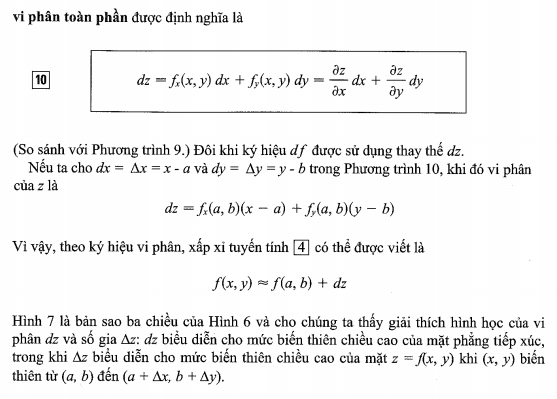 vi phân toàn phần được định nghĩa là
10 dz = fₓ(x, y) dx + fᵧ(x, y) dy = ∂z/∂x dx + ∂z/∂y dy
(So sánh với Phương trình 9.) Đôi khi ký hiệu df được sử dụng thay thế dz.
Nếu ta cho dx = Δx = x - a và dy = Δy = y - b trong Phương trình 10, khi đó vi phân
của z là
dz = fₓ(a, b)(x − a) + fᵧ(a, b)(y − b)
Vì vậy, theo ký hiệu vi phân, xấp xỉ tuyến tính 4 có thể được viết là
f(x, y) ≈ f(a, b) + dz
Hình 7 là bản sao ba chiều của Hình 6 và cho chúng ta thấy giải thích hình học của vi
phân dz và số gia Δz: dz biểu diễn cho mức biến thiên chiều cao của mặt phẳng tiếp xúc,
trong khi Δz biểu diễn cho mức biến thiên chiều cao của mặt z = f(x, y) khi (x, y) biến
thiên từ (a, b) đến (a + Δx, b + Δy).